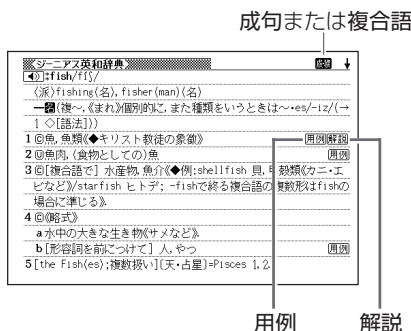 成句または複合語
ジーニアス英和辞典
成・複
fish/fíʃ/
〈派〉fishing〈名〉, fisher(man)〈名〉
―名(複~,《まれ》個別的に, また種類をいうときは~・es/-iz/(→
1 ◇[語法]))
1 Ⓒ魚, 魚類《◆キリスト教徒の象徴》 用例 解説
2 Ⓤ魚肉,(食物としての)魚 用例
3 Ⓒ[複合語で] 水産物, 魚介《◆例:shellfish 貝, 甲殻類《カニ・エ
ビなど》/starfish ヒトデ; -fishで終る複合語の複数形はfishの
場合に準じる》.
4 Ⓒ《略式》
a 水中の大きな生き物《サメなど》.
b [形容詞を前につけて] 人, やつ 用例
5 [the Fish(es);複数扱い][天・占星]=Pisces 1, 2.
用例 解説